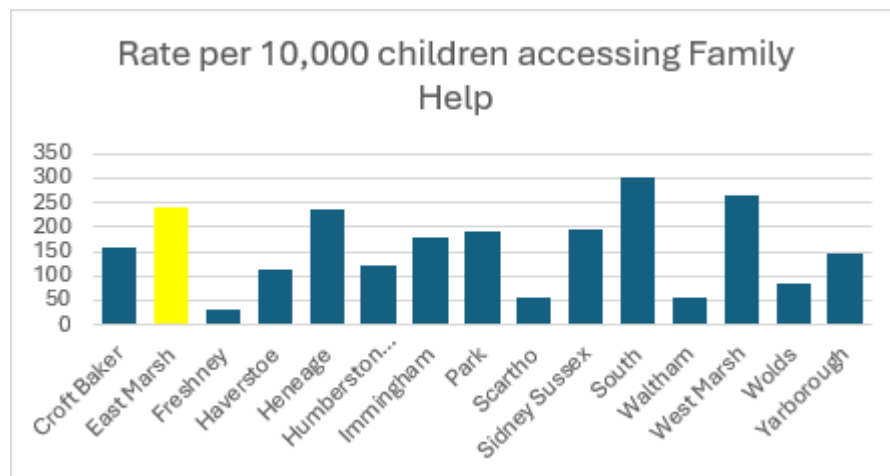 Rate per 10,000 children accessing Family
Help
350
300
250
200
150
100
50
0
Croft Baker
East Marsh
Freshney
Haverstoe
Heneage
Humberston...
Immingham
Park
Scartho
Sidney Sussex
South
Waltham
West Marsh
Wolds
Yarborough